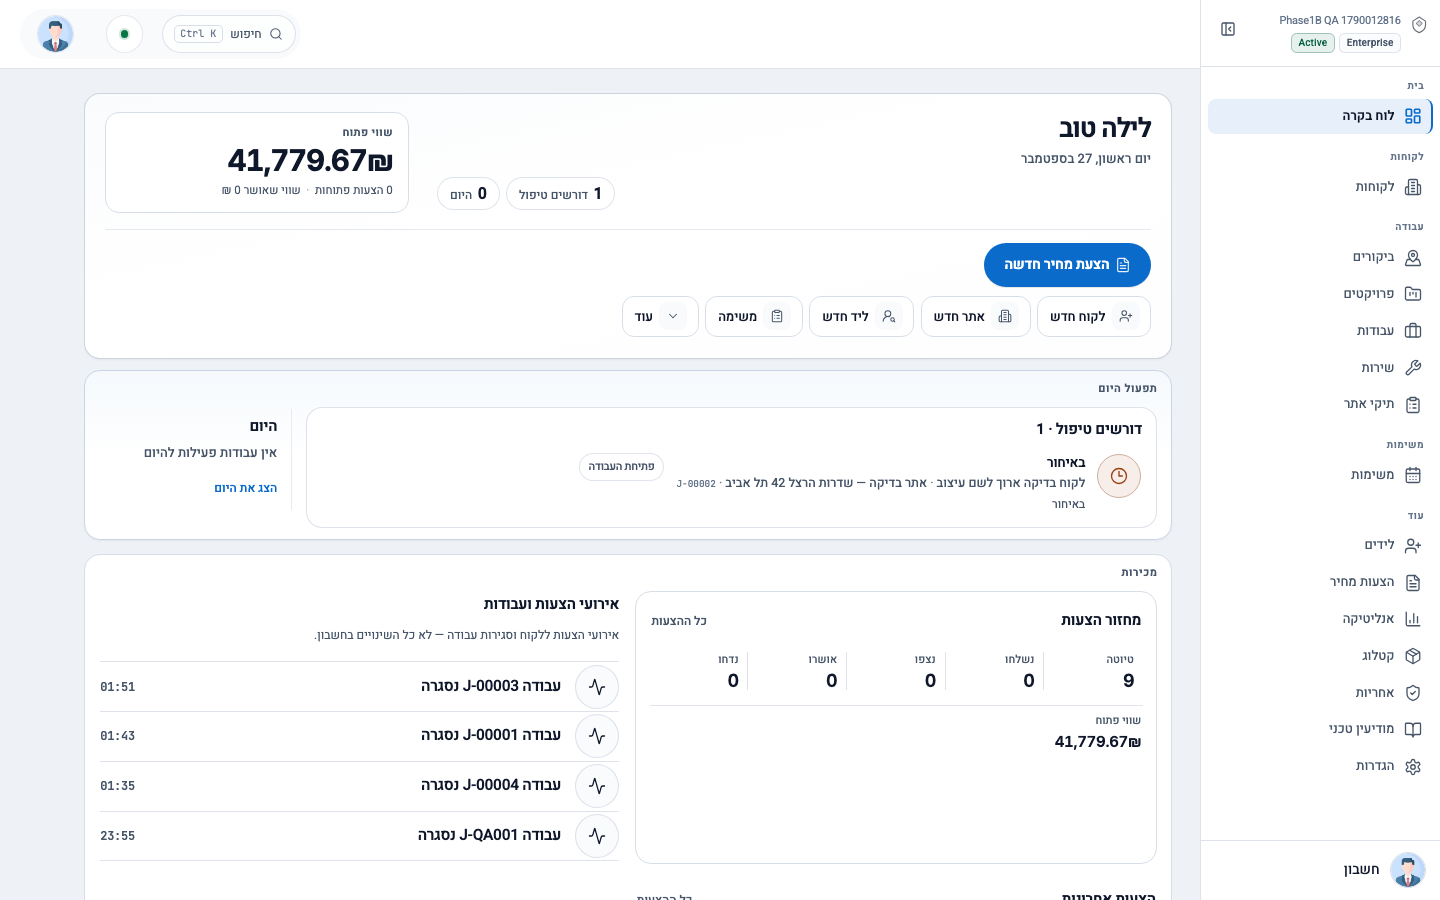 Phase1B QA 1790012816
Enterprise
Active
בית
לוח בקרה
לקוחות
לקוחות
עבודה
ביקורים
פרויקטים
עבודות
שירות
תיקי אתר
משימות
משימות
עוד
לידים
הצעות מחיר
אנליטיקה
קטלוג
אחריות
מודיעין טכני
הגדרות
חשבון
חיפוש Ctrl K
לילה טוב
יום ראשון, 27 בספטמבר
1 דורשים טיפול
0 היום
שווי פתוח
41,779.67₪
0 הצעות פתוחות · שווי שאושר 0 ₪
הצעת מחיר חדשה
לקוח חדש
אתר חדש
ליד חדש
משימה
עוד
תפעול היום
דורשים טיפול · 1
באיחור
לקוח בדיקה ארוך לשם עיצוב · אתר בדיקה — שדרות הרצל 42 תל אביב · J-00002
באיחור
פתיחת העבודה
היום
אין עבודות פעילות להיום
הצג את היום
מכירות
מחזור הצעות
כל ההצעות
טיוטה
9
נשלחו
0
נצפו
0
אושרו
0
נדחו
0
שווי פתוח
41,779.67₪
אירועי הצעות ועבודות
אירועי הצעות ללקוח וסגירות עבודה — לא כל השינויים בחשבון.
עבודה J-00003 נסגרה
01:51
עבודה J-00001 נסגרה
01:43
עבודה J-00004 נסגרה
01:35
עבודה J-QA001 נסגרה
23:55
הצעות אחרונות
כל ההצעות